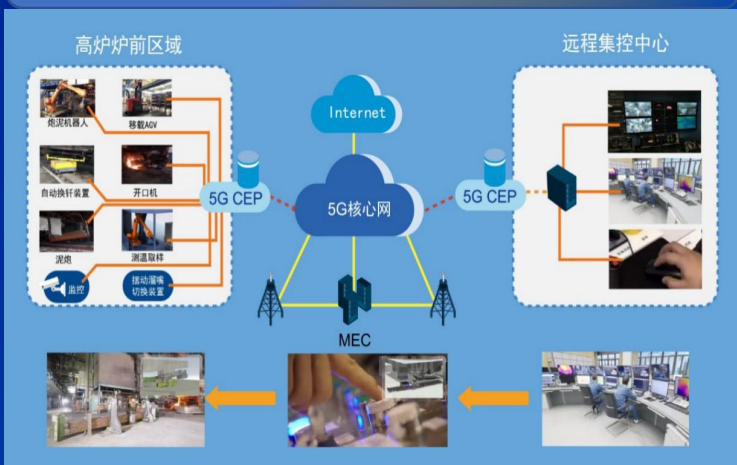 高炉炉前区域
远程集控中心
炮泥机器人
移载AGV
自动换钎装置
开口机
泥炮
测温取样
监控
摆动溜嘴
切换装置
5G CEP
Internet
5G核心网
5G CEP
MEC